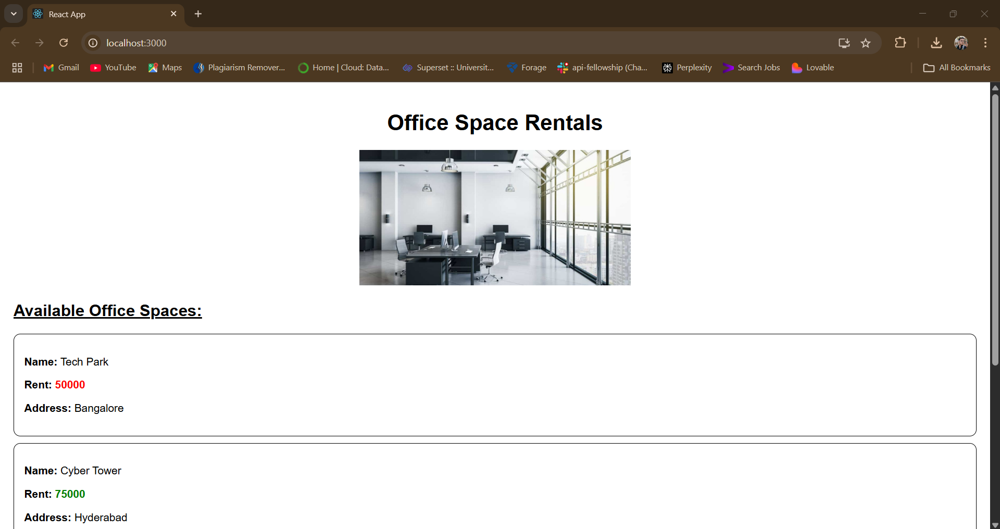 React App
localhost:3000
Gmail
YouTube
Maps
Plagiarism Remover...
Home | Cloud: Data...
Superset :: Universit...
Forage
api-fellowship (Cha...
Perplexity
Search Jobs
Lovable
All Bookmarks
Office Space Rentals
Available Office Spaces:
Name: Tech Park
Rent: 50000
Address: Bangalore
Name: Cyber Tower
Rent: 75000
Address: Hyderabad